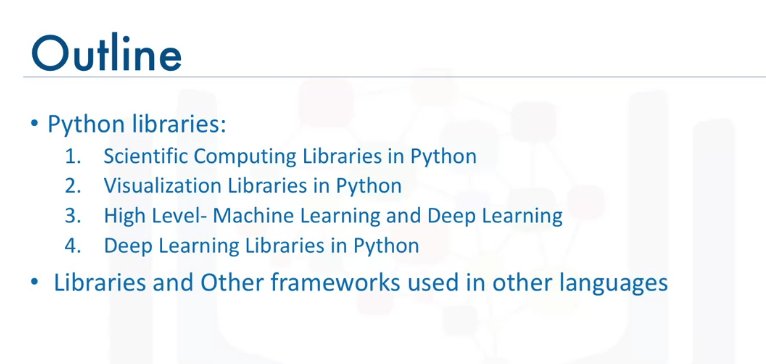 Outline
• Python libraries:
1. Scientific Computing Libraries in Python
2. Visualization Libraries in Python
3. High Level- Machine Learning and Deep Learning
4. Deep Learning Libraries in Python
• Libraries and Other frameworks used in other languages